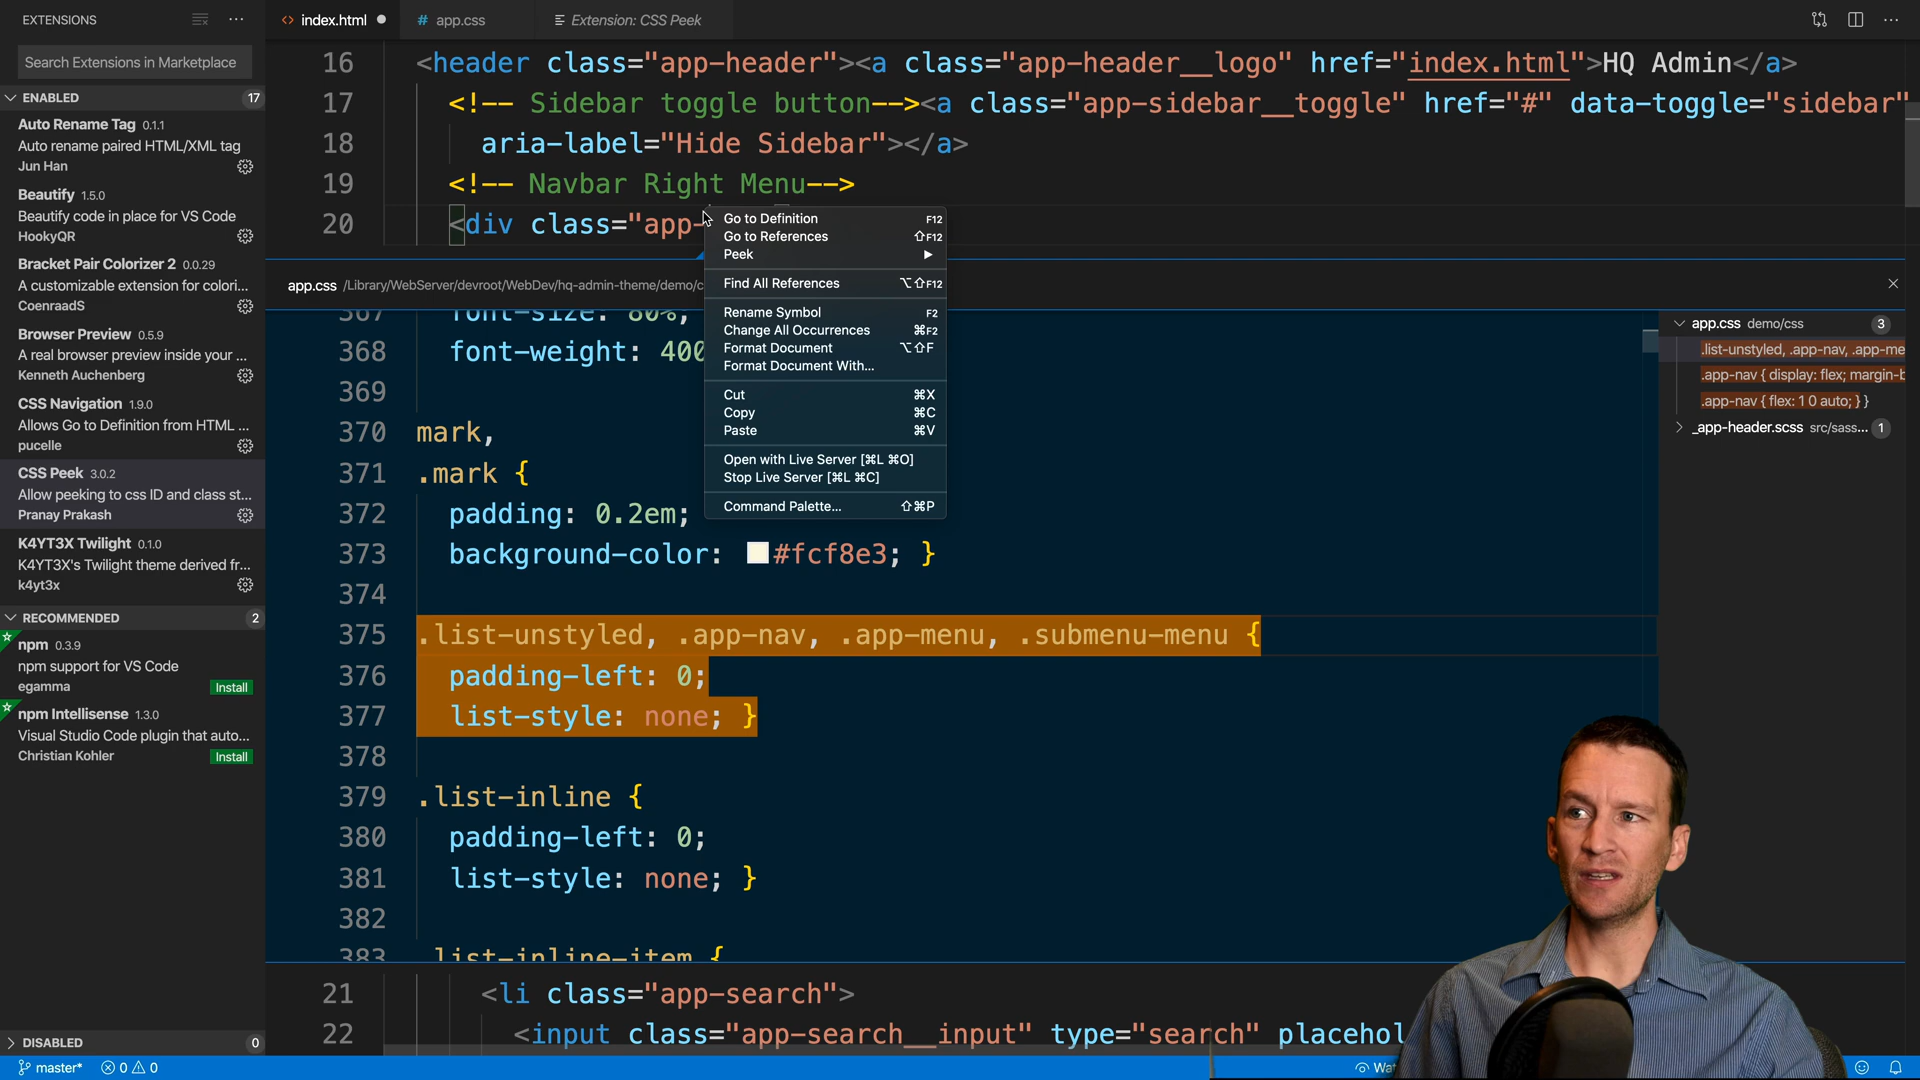 EXTENSIONS
Search Extensions in Marketplace
ENABLED 17
Auto Rename Tag 0.1.1
Auto rename paired HTML/XML tag
Jun Han
Beautify 1.5.0
Beautify code in place for VS Code
HookyQR
Bracket Pair Colorizer 2 0.0.29
A customizable extension for colori...
CoenraadS
Browser Preview 0.5.9
A real browser preview inside your ...
Kenneth Auchenberg
CSS Navigation 1.9.0
Allows Go to Definition from HTML ...
pucelle
CSS Peek 3.0.2
Allow peeking to css ID and class st...
Pranay Prakash
K4YT3X Twilight 0.1.0
K4YT3X's Twilight theme derived fr...
k4yt3x
RECOMMENDED 2
npm 0.3.9
npm support for VS Code
egamma Install
npm Intellisense 1.3.0
Visual Studio Code plugin that auto...
Christian Kohler Install
DISABLED 0
index.html # app.css Extension: CSS Peek
16 <header class="app-header"><a class="app-header__logo" href="index.html">HQ Admin</a>
17 <!-- Sidebar toggle button--><a class="app-sidebar__toggle" href="#" data-toggle="sidebar"
18 aria-label="Hide Sidebar"></a>
19 <!-- Navbar Right Menu-->
20 <div class="app-
app.css /Library/WebServer/devroot/WebDev/hq-admin-theme/demo/c
367 font-size: 80%;
368 font-weight: 400
369
370 mark,
371 .mark {
372 padding: 0.2em;
373 background-color: #fcf8e3; }
374
375 .list-unstyled, .app-nav, .app-menu, .submenu-menu {
376 padding-left: 0;
377 list-style: none; }
378
379 .list-inline {
380 padding-left: 0;
381 list-style: none; }
382
383 .list-inline-item {
21 <li class="app-search">
22 <input class="app-search__input" type="search" placehol
Go to Definition F12
Go to References ⇧F12
Peek ▶
Find All References ⌥⇧F12
Rename Symbol F2
Change All Occurrences ⌘F2
Format Document ⌥⇧F
Format Document With...
Cut ⌘X
Copy ⌘C
Paste ⌘V
Open with Live Server [⌘L ⌘O]
Stop Live Server [⌘L ⌘C]
Command Palette... ⇧⌘P
app.css demo/css 3
.list-unstyled, .app-nav, .app-me
.app-nav { display: flex; margin-b
.app-nav { flex: 1 0 auto; } }
_app-header.scss src/sass... 1
master* 0 0
Wat